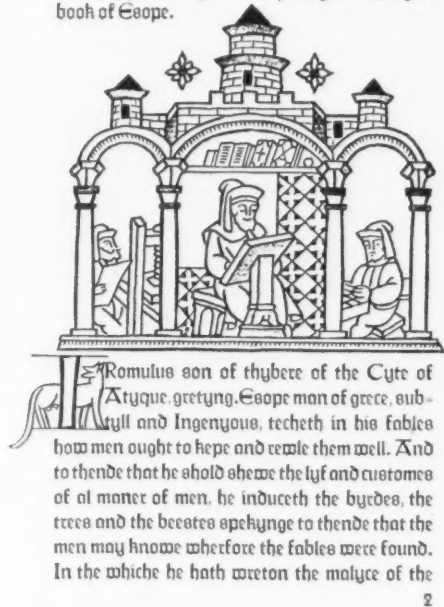 book of Esope.
I Romulus son of thybere of the Cyte of
Atyque, gretyng. Esope man of grece, sub-
tyll and Ingenyous, techeth in his fables
how men ought to kepe and rewle them well. And
to thende that he shold shewe the lyf and customes
of al maner of men, he induceth the byrdes, the
trees and the beestes spekynge to thende that the
men may knowe wherfore the fables were found.
In the whiche he hath wreton the malyce of the
2